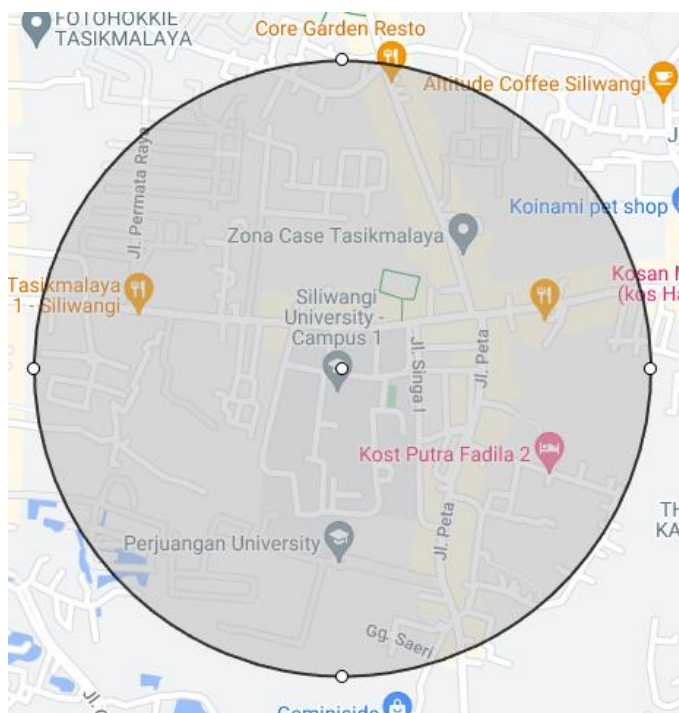 FOTOHOKKIE
TASIKMALAYA
Core Garden Resto
Altitude Coffee Siliwangi
J
Jl. Permata Raya
Koinami pet shop
Zona Case Tasikmalaya
Tasikmalaya
1 - Siliwangi
Siliwangi
University -
Campus 1
Kosan M
(kos Ha
Jl. Singa I
Jl. Peta
Kost Putra Fadila 2
TH
KA
Perjuangan University
Jl. Peta
Gg. Saeri
Jl. G
Geminiside